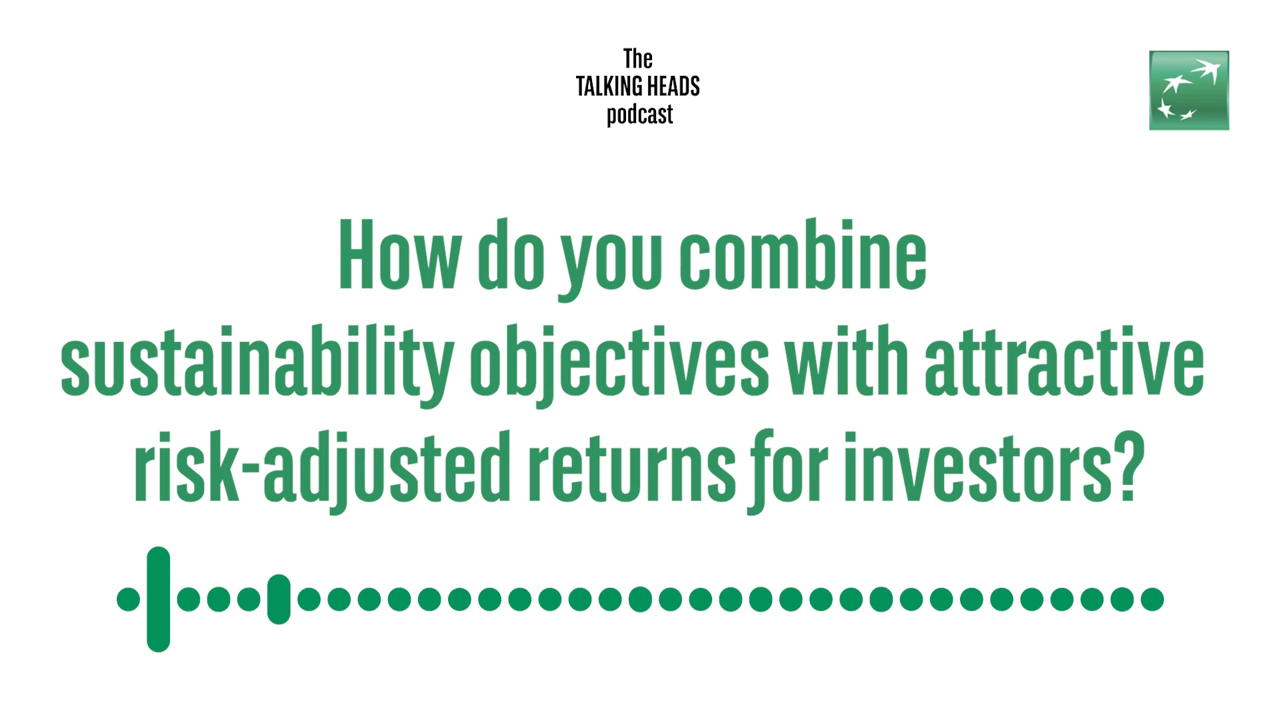 The
TALKING HEADS
podcast
How do you combine
sustainability objectives with attractive
risk-adjusted returns for investors?